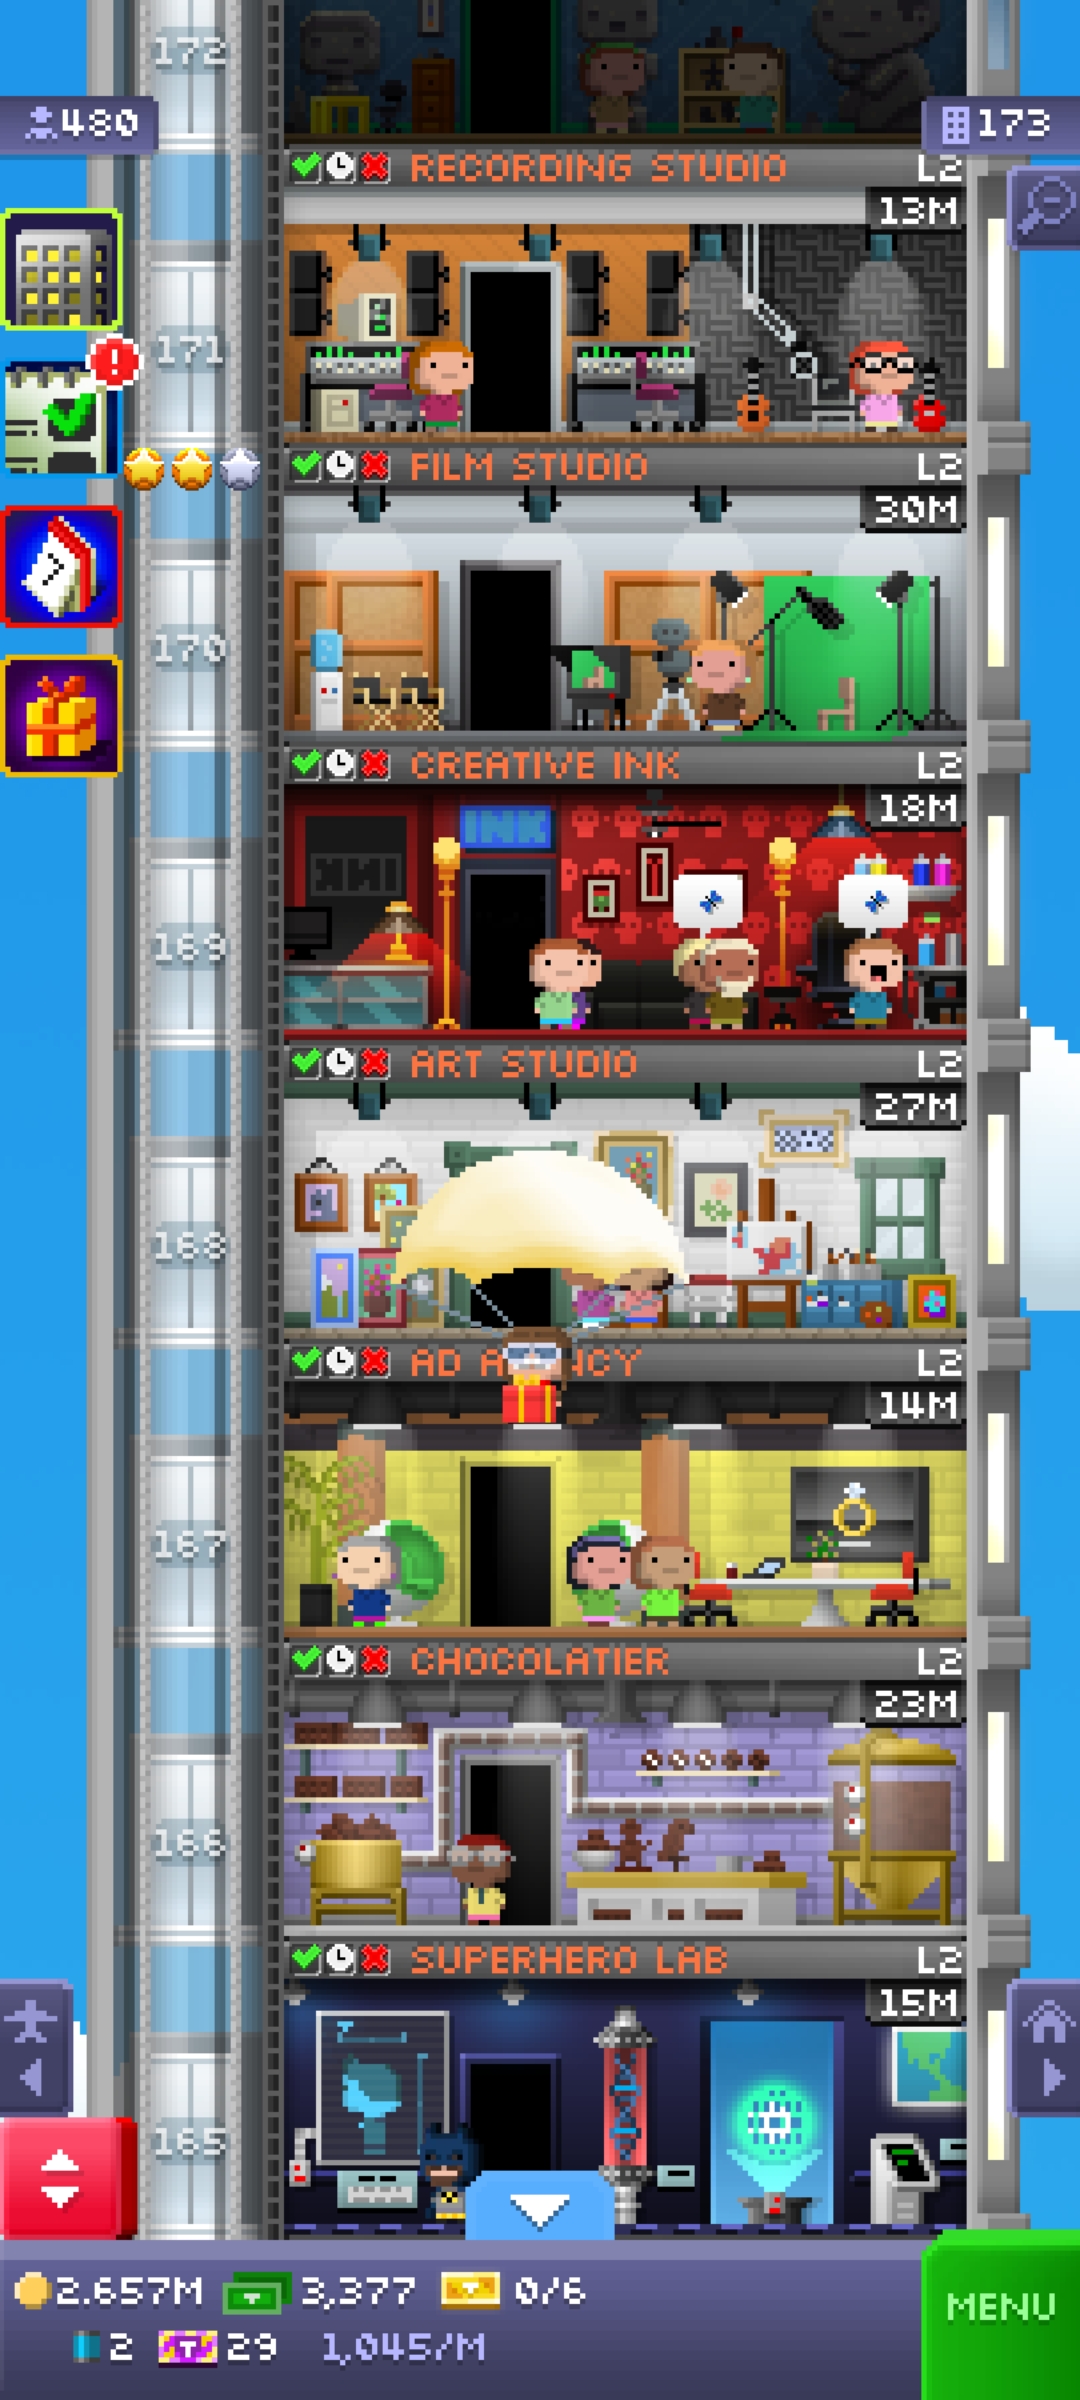 172
480
173
RECORDING STUDIO L2
13M
171
FILM STUDIO L2
30M
170
CREATIVE INK L2
18M
INK
INK
169
ART STUDIO L2
27M
168
AD L2
14M
167
CHOCOLATIER L2
23M
166
SUPERHERO LAB L2
15M
165
2.657M 3,377 0/6
MENU
2 T 29 1,045/M